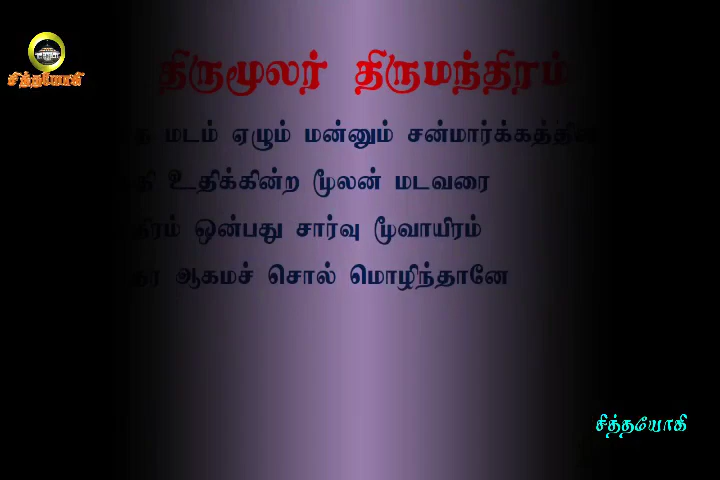 சித்தயோகி
திருமூலர் திருமந்திரம்
மடம் ஏழும் மன்னும் சன்மார்க்கத்தின்
உதிக்கின்ற மூலன் மடவரை
ஒன்பது சார்வு மூவாயிரம்
ஆகமச் சொல் மொழிந்தானே
சித்தயோகி